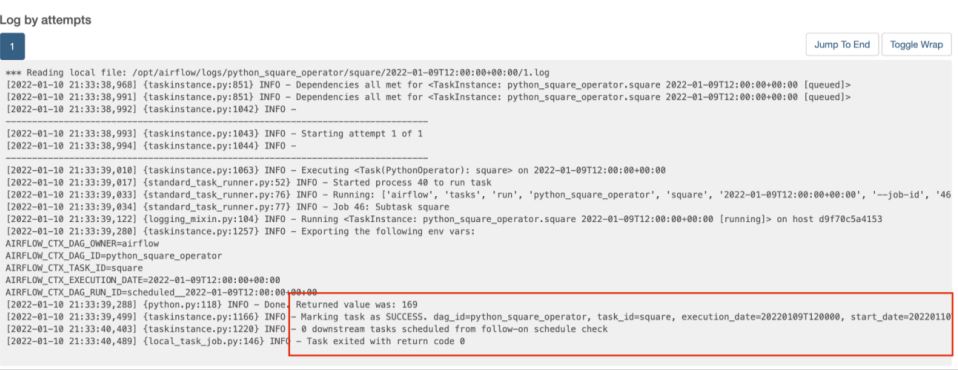 Log by attempts
1
Jump To End
Toggle Wrap
*** Reading local file: /opt/airflow/logs/python_square_operator/square/2022-01-09T12:00:00+00:00/1.log
[2022-01-10 21:33:38,968] {taskinstance.py:851} INFO - Dependencies all met for <TaskInstance: python_square_operator.square 2022-01-09T12:00:00+00:00 [queued]>
[2022-01-10 21:33:38,991] {taskinstance.py:851} INFO - Dependencies all met for <TaskInstance: python_square_operator.square 2022-01-09T12:00:00+00:00 [queued]>
[2022-01-10 21:33:38,992] {taskinstance.py:1042} INFO -
--------------------------------------------------------------------------------
[2022-01-10 21:33:38,993] {taskinstance.py:1043} INFO - Starting attempt 1 of 1
[2022-01-10 21:33:38,994] {taskinstance.py:1044} INFO -
--------------------------------------------------------------------------------
[2022-01-10 21:33:39,010] {taskinstance.py:1063} INFO - Executing <Task(PythonOperator): square> on 2022-01-09T12:00:00+00:00
[2022-01-10 21:33:39,017] {standard_task_runner.py:52} INFO - Started process 40 to run task
[2022-01-10 21:33:39,033] {standard_task_runner.py:76} INFO - Running: ['airflow', 'tasks', 'run', 'python_square_operator', 'square', '2022-01-09T12:00:00+00:00', '--job-id', '46
[2022-01-10 21:33:39,034] {standard_task_runner.py:77} INFO - Job 46: Subtask square
[2022-01-10 21:33:39,122] {logging_mixin.py:104} INFO - Running <TaskInstance: python_square_operator.square 2022-01-09T12:00:00+00:00 [running]> on host d9f70c5a4153
[2022-01-10 21:33:39,280] {taskinstance.py:1257} INFO - Exporting the following env vars:
AIRFLOW_CTX_DAG_OWNER=airflow
AIRFLOW_CTX_DAG_ID=python_square_operator
AIRFLOW_CTX_TASK_ID=square
AIRFLOW_CTX_EXECUTION_DATE=2022-01-09T12:00:00+00:00
AIRFLOW_CTX_DAG_RUN_ID=scheduled__2022-01-09T12:00:00+00:00
[2022-01-10 21:33:39,288] {python.py:118} INFO - Done. Returned value was: 169
[2022-01-10 21:33:39,499] {taskinstance.py:1166} INFO - Marking task as SUCCESS. dag_id=python_square_operator, task_id=square, execution_date=20220109T120000, start_date=20220110
[2022-01-10 21:33:40,403] {taskinstance.py:1220} INFO - 0 downstream tasks scheduled from follow-on schedule check
[2022-01-10 21:33:40,489] {local_task_job.py:146} INFO - Task exited with return code 0